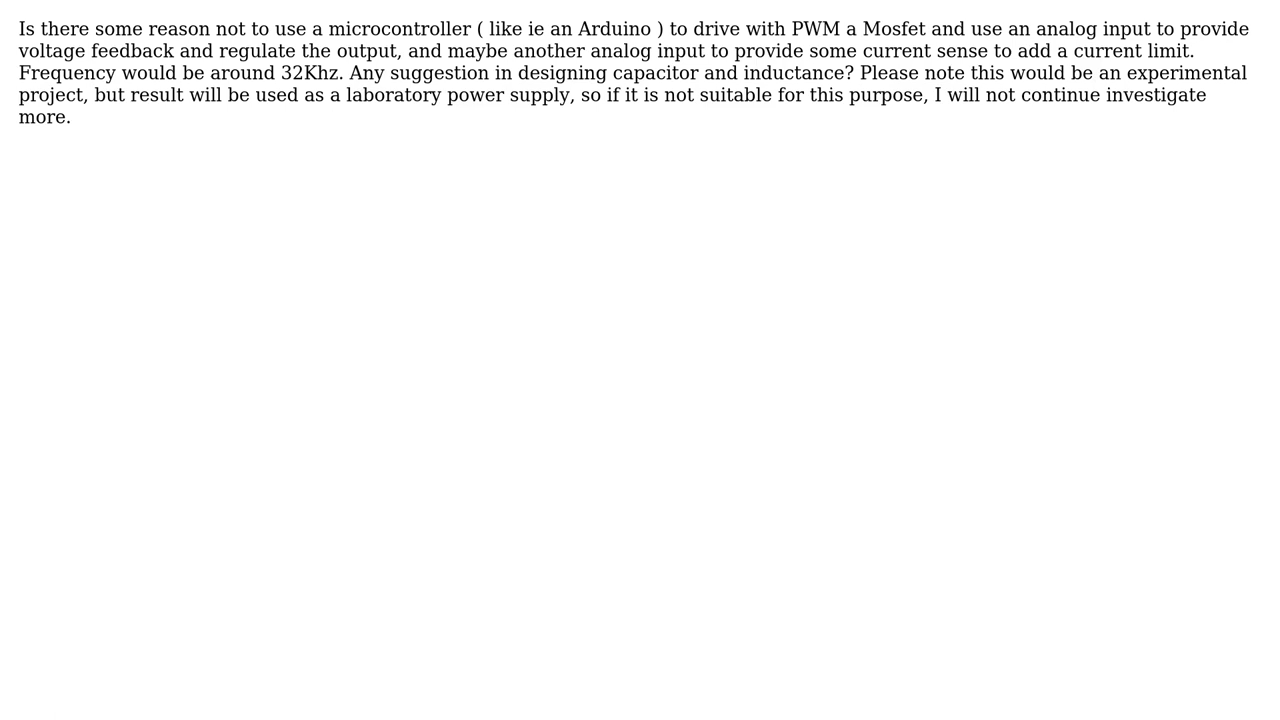 Is there some reason not to use a microcontroller ( like ie an Arduino ) to drive with PWM a Mosfet and use an analog input to provide
voltage feedback and regulate the output, and maybe another analog input to provide some current sense to add a current limit.
Frequency would be around 32Khz. Any suggestion in designing capacitor and inductance? Please note this would be an experimental
project, but result will be used as a laboratory power supply, so if it is not suitable for this purpose, I will not continue investigate
more.